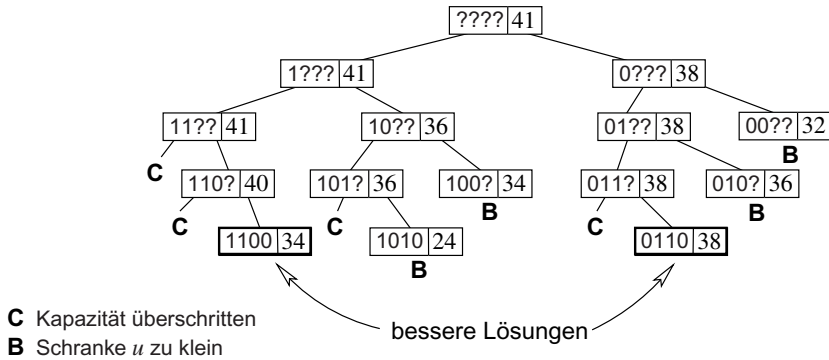 ???? 41
1??? 41 0??? 38
11?? 41 10?? 36 01?? 38 00?? 32
C B
110? 40 101? 36 100? 34 011? 38 010? 36
C C B C B
1100 34 1010 24 0110 38
B
bessere Lösungen
C Kapazität überschritten
B Schranke u zu klein